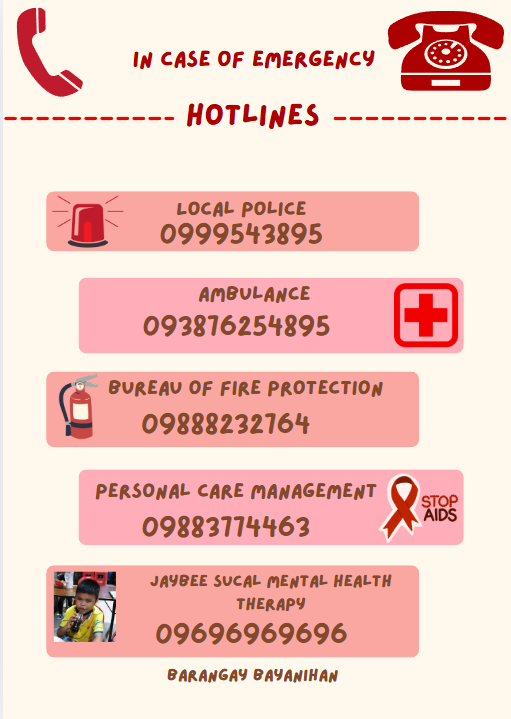 IN CASE OF EMERGENCY
HOTLINES
LOCAL POLICE
0999543895
AMBULANCE
093876254895
BUREAU OF FIRE PROTECTION
09888232764
PERSONAL CARE MANAGEMENT
09883774463
STOP
AIDS
JAYBEE SUCAL MENTAL HEALTH
THERAPY
09696969696
BARANGAY BAYANIHAN